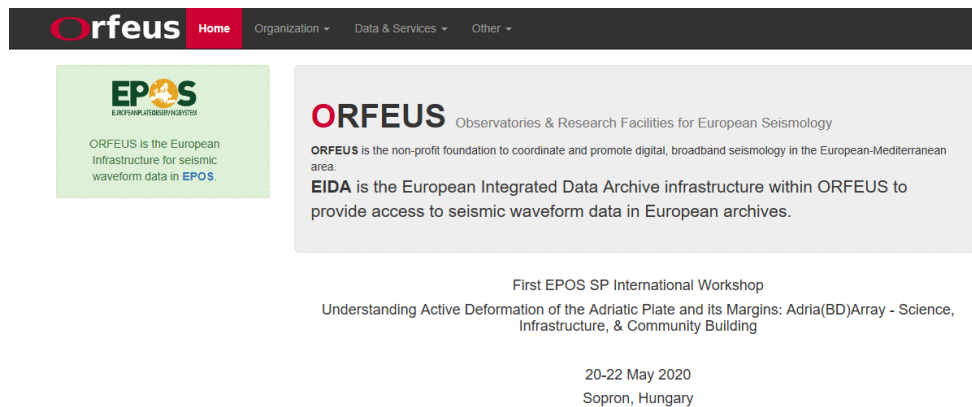 Orfeus Home Organization Data & Services Other
EPOS
EUROPEAN PLATE OBSERVING SYSTEM
ORFEUS is the European
Infrastructure for seismic
waveform data in EPOS.
ORFEUS Observatories & Research Facilities for European Seismology
ORFEUS is the non-profit foundation to coordinate and promote digital, broadband seismology in the European-Mediterranean
area.
EIDA is the European Integrated Data Archive infrastructure within ORFEUS to
provide access to seismic waveform data in European archives.
First EPOS SP International Workshop
Understanding Active Deformation of the Adriatic Plate and its Margins: Adria(BD)Array - Science,
Infrastructure, & Community Building
20-22 May 2020
Sopron, Hungary